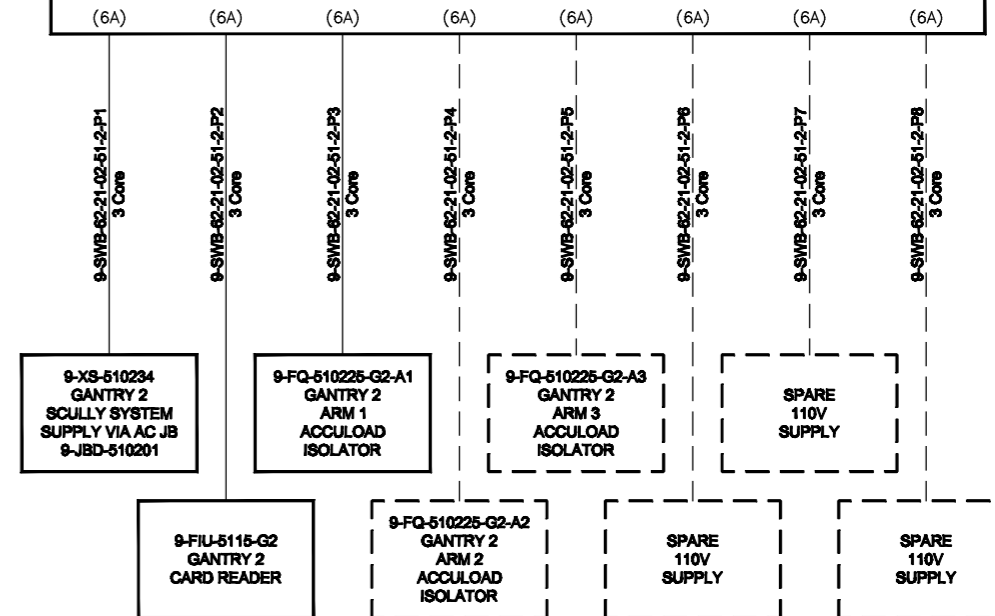 (6A) (6A) (6A) (6A) (6A) (6A) (6A) (6A)
9-SWB-62-21-02-51-2-P1
3 Core
9-SWB-62-21-02-51-2-P2
3 Core
9-SWB-62-21-02-51-2-P3
3 Core
9-SWB-62-21-02-51-2-P4
3 Core
9-SWB-62-21-02-51-2-P5
3 Core
9-SWB-62-21-02-51-2-P6
3 Core
9-SWB-62-21-02-51-2-P7
3 Core
9-SWB-62-21-02-51-2-P8
3 Core
9-XS-510234
GANTRY 2
SCULLY SYSTEM
SUPPLY VIA AC JB
9-JBD-510201
9-FQ-510225-G2-A1
GANTRY 2
ARM 1
ACCULOAD
ISOLATOR
9-FQ-510225-G2-A3
GANTRY 2
ARM 3
ACCULOAD
ISOLATOR
SPARE
110V
SUPPLY
9-FIU-5115-G2
GANTRY 2
CARD READER
9-FQ-510225-G2-A2
GANTRY 2
ARM 2
ACCULOAD
ISOLATOR
SPARE
110V
SUPPLY
SPARE
110V
SUPPLY